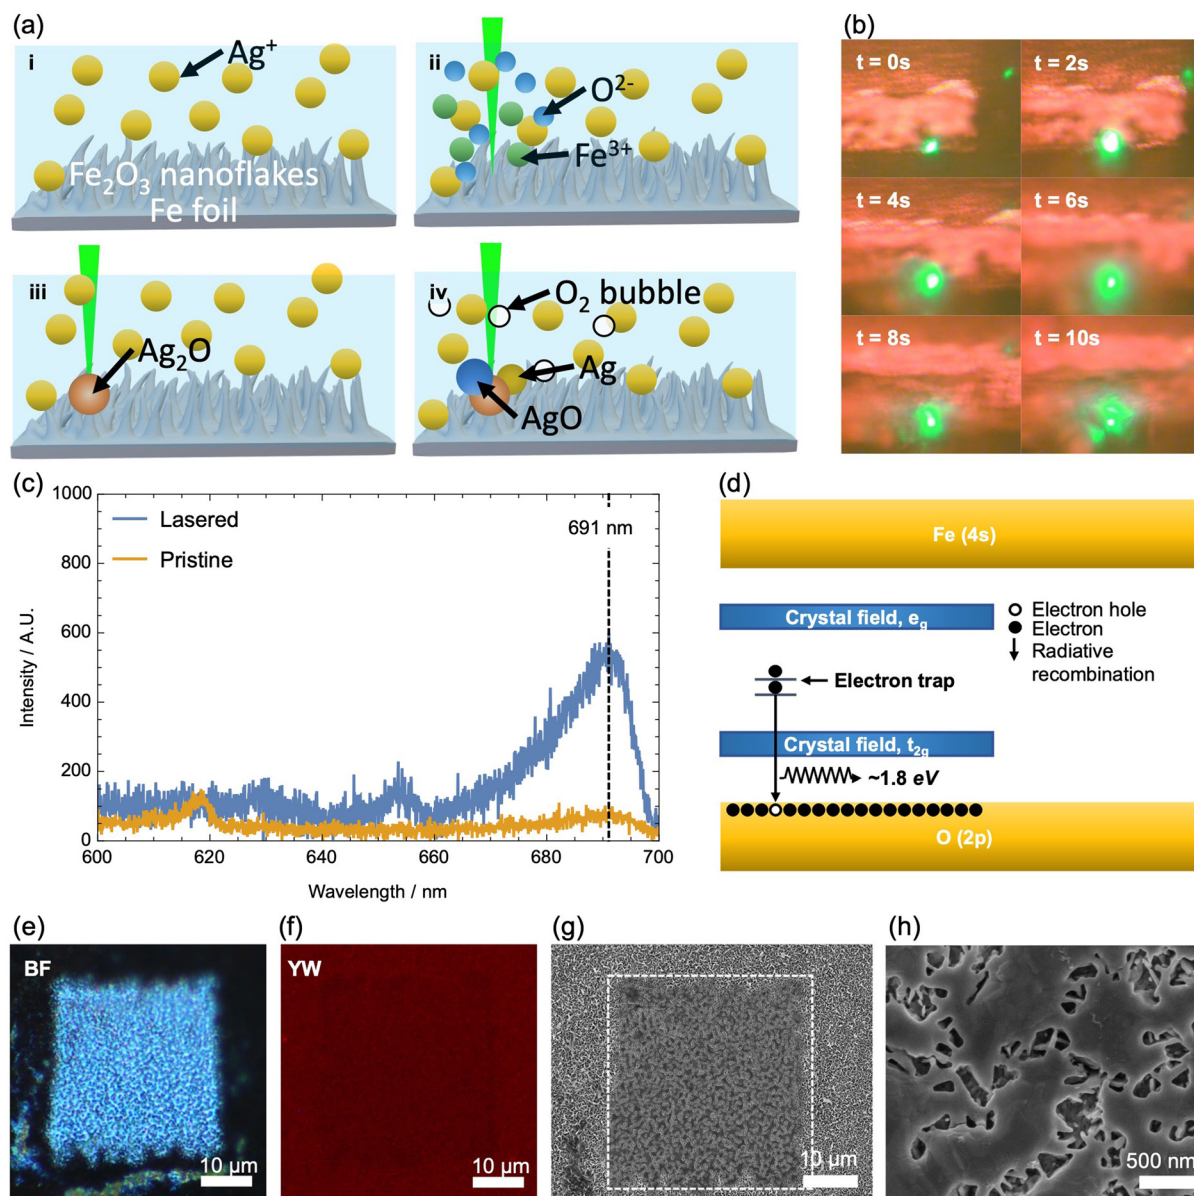 (a)
i
Ag⁺
Fe₂O₃ nanoflakes
Fe foil
ii
O²⁻
Fe³⁺
iii
Ag₂O
iv
O₂ bubble
Ag
AgO
(b)
t = 0s
t = 2s
t = 4s
t = 6s
t = 8s
t = 10s
(c)
1000
800
600
400
200
0
Intensity / A.U.
Lasered
Pristine
691 nm
600
620
640
660
680
700
Wavelength / nm
(d)
Fe (4s)
Crystal field, e_g
Electron hole
Electron
Radiative
recombination
Electron trap
Crystal field, t₂g
~1.8 eV
O (2p)
(e)
BF
10 µm
(f)
YW
10 µm
(g)
10 µm
(h)
500 nm